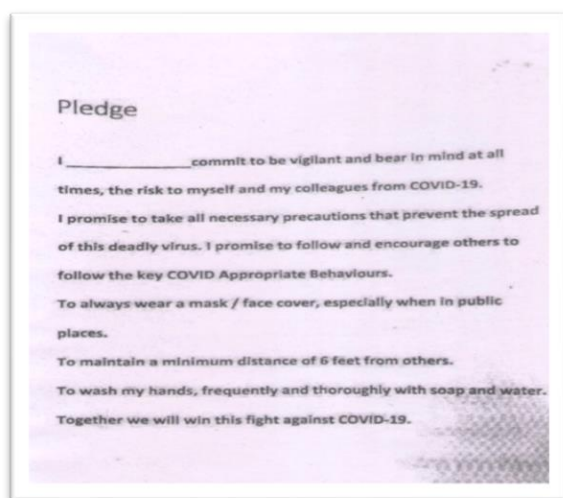 Pledge
I ______________commit to be vigilant and bear in mind at all
times, the risk to myself and my colleagues from COVID-19.
I promise to take all necessary precautions that prevent the spread
of this deadly virus. I promise to follow and encourage others to
follow the key COVID Appropriate Behaviours.
To always wear a mask / face cover, especially when in public
places.
To maintain a minimum distance of 6 feet from others.
To wash my hands, frequently and thoroughly with soap and water.
Together we will win this fight against COVID-19.